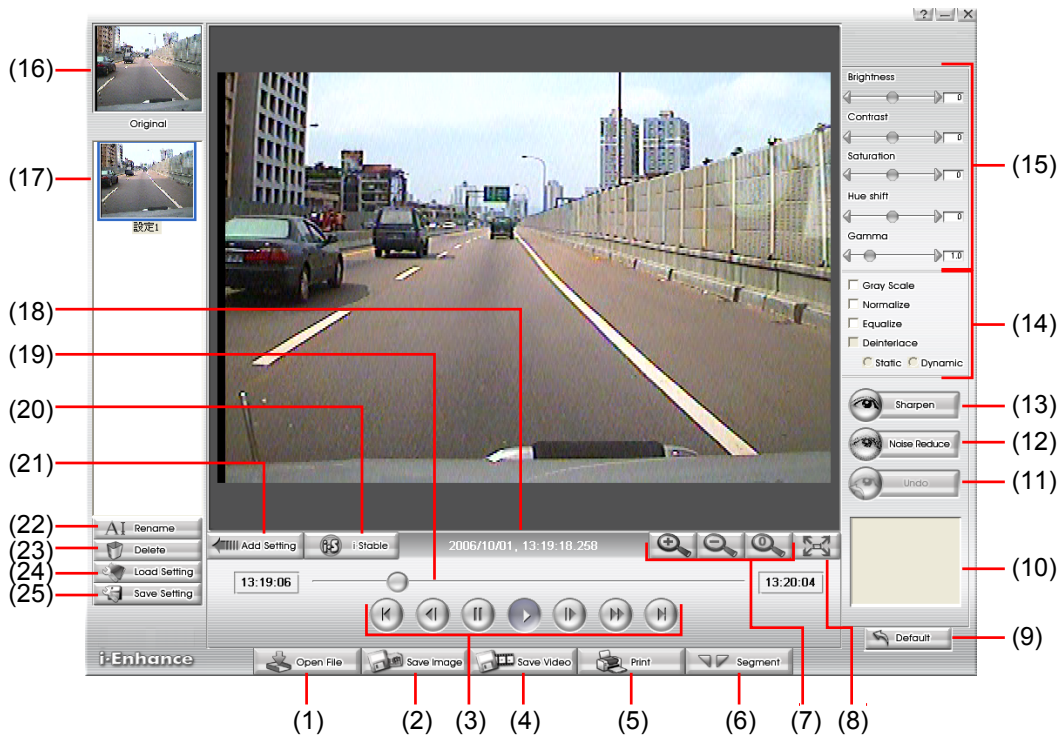 ? — X
(16)
Original
(17)
設定1
Brightness
0
Contrast
0
Saturation
0
Hue shift
0
Gamma
1.0
(15)
Gray Scale
Normalize
Equalize
Deinterlace
Static Dynamic
(14)
(18)
(19)
(20)
(21)
Sharpen
(13)
Noise Reduce
(12)
Undo
(11)
(22)
AI Rename
(23)
Delete
(24)
Load Setting
(25)
Save Setting
Add Setting
i-S i-Stable
2006/10/01, 13:19:18.258
(10)
13:19:06
13:20:04
Default
(9)
i-Enhance
Open File
Save Image
Save Video
Print
Segment
(1)
(2)
(3)
(4)
(5)
(6)
(7)
(8)